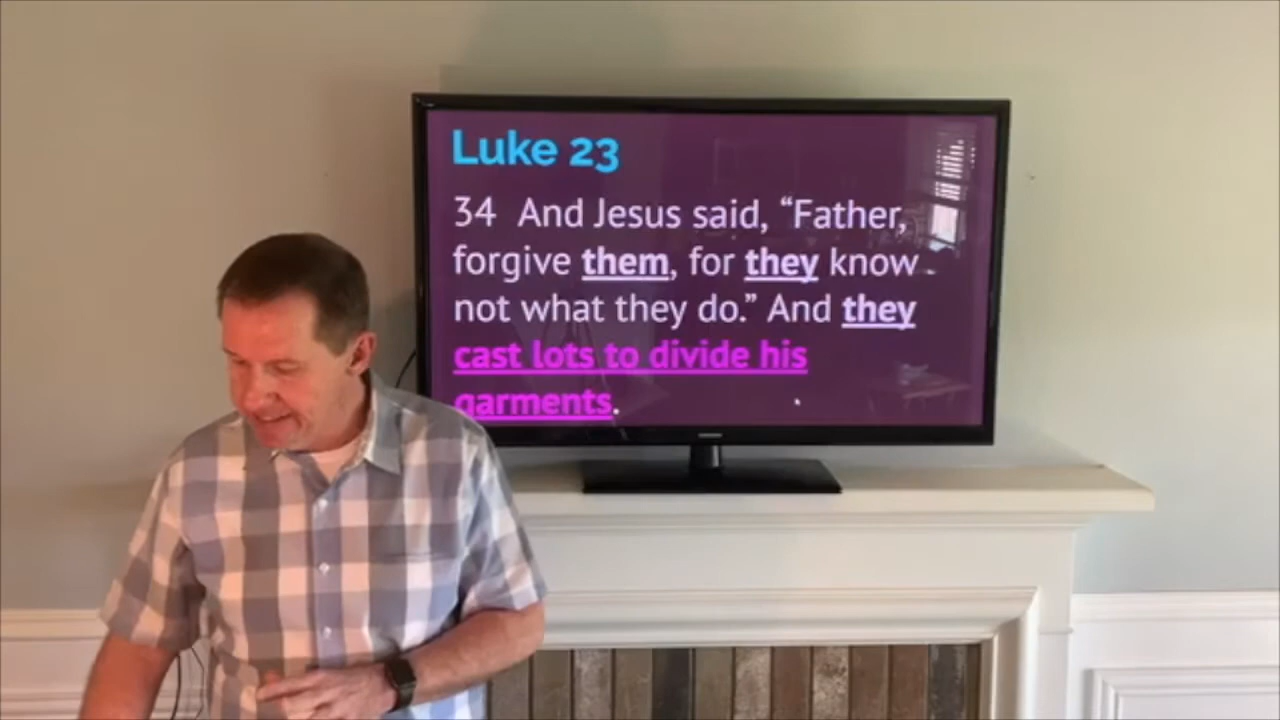 Luke 23
34 And Jesus said, “Father,
forgive them, for they know
not what they do.” And they
cast lots to divide his
garments.